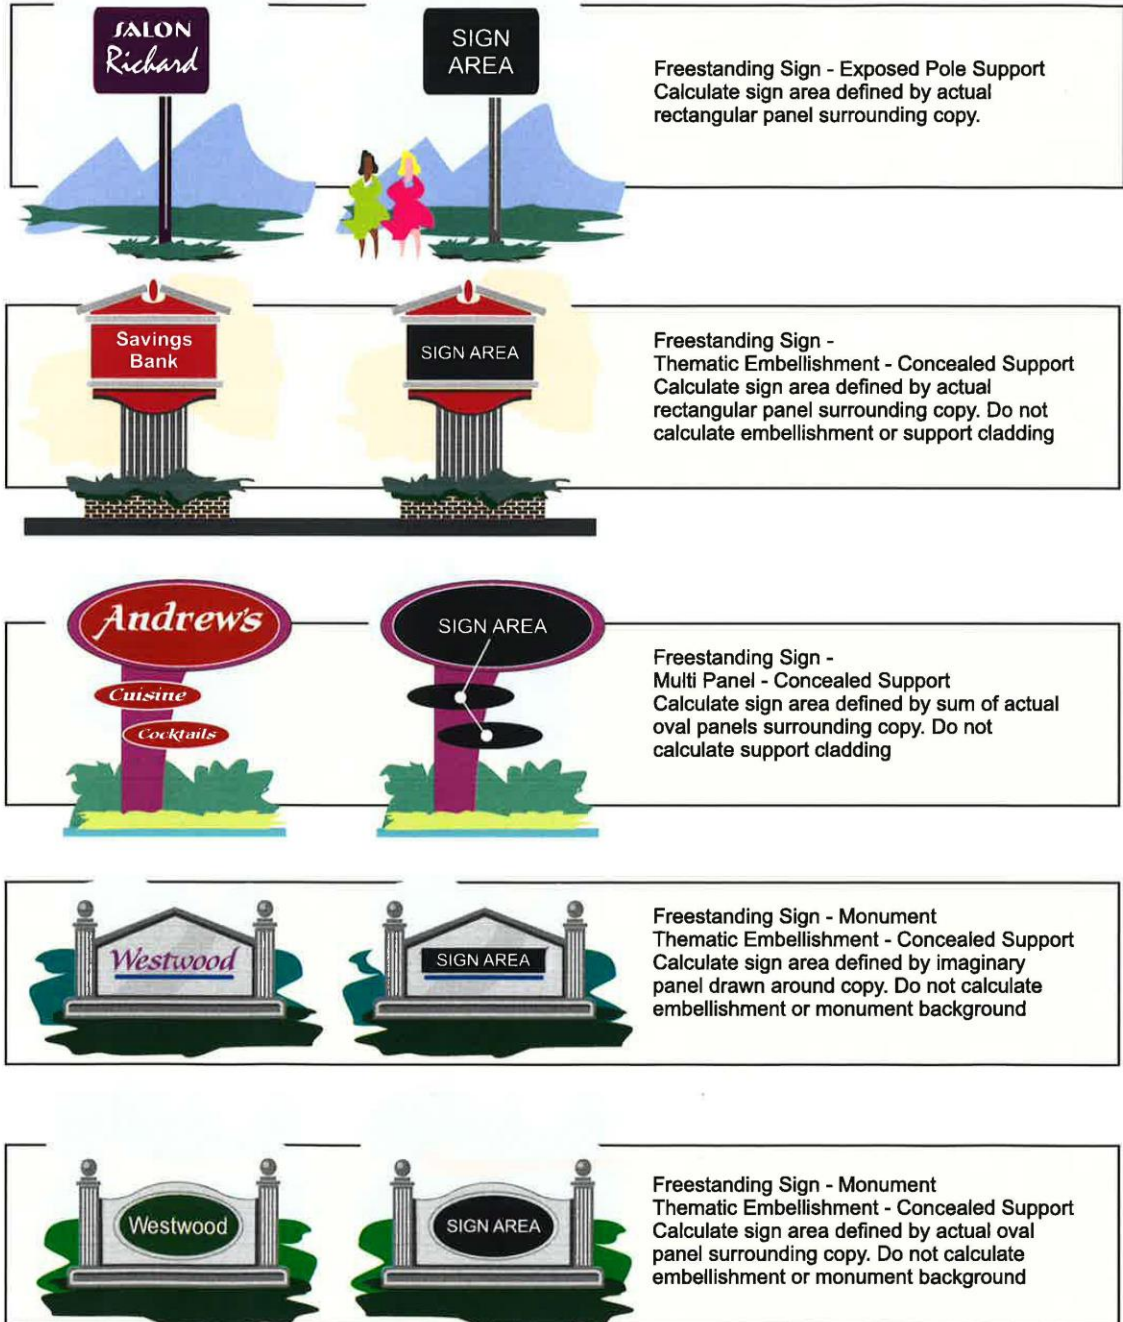 SALON
Richard
SIGN
AREA
Freestanding Sign - Exposed Pole Support
Calculate sign area defined by actual
rectangular panel surrounding copy.
Savings
Bank
SIGN AREA
Freestanding Sign -
Thematic Embellishment - Concealed Support
Calculate sign area defined by actual
rectangular panel surrounding copy. Do not
calculate embellishment or support cladding
Andrew's
Cuisine
Cocktails
SIGN AREA
Freestanding Sign -
Multi Panel - Concealed Support
Calculate sign area defined by sum of actual
oval panels surrounding copy. Do not
calculate support cladding
Westwood
SIGN AREA
Freestanding Sign - Monument
Thematic Embellishment - Concealed Support
Calculate sign area defined by imaginary
panel drawn around copy. Do not calculate
embellishment or monument background
Westwood
SIGN AREA
Freestanding Sign - Monument
Thematic Embellishment - Concealed Support
Calculate sign area defined by actual oval
panel surrounding copy. Do not calculate
embellishment or monument background